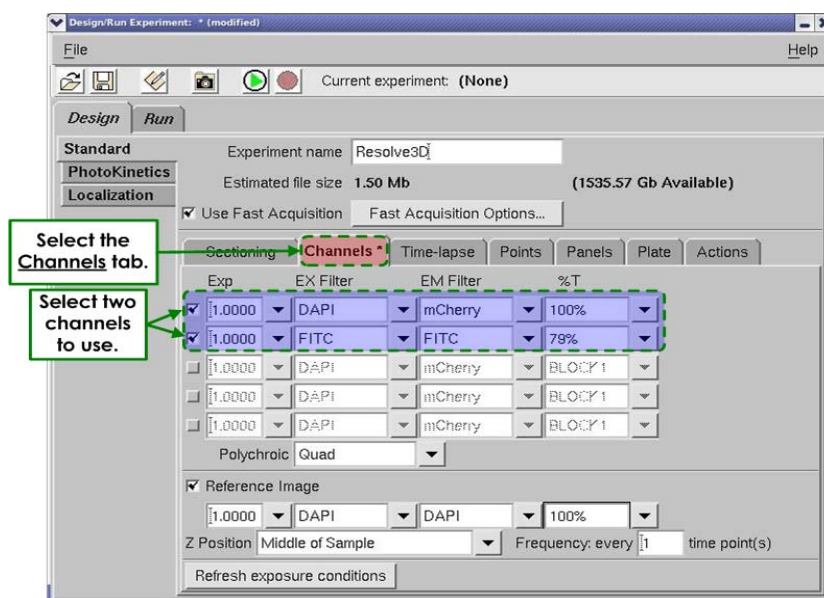 Design/Run Experiment: * (modified)
File Help
Current experiment: (None)
Design Run
Standard
PhotoKinetics
Localization
Experiment name Resolve3D
Estimated file size 1.50 Mb (1535.57 Gb Available)
Use Fast Acquisition Fast Acquisition Options...
Select the
Channels tab.
Sectioning Channels * Time-lapse Points Panels Plate Actions
Exp EX Filter EM Filter %T
Select two
channels
to use.
1.0000 DAPI mCherry 100%
1.0000 FITC FITC 79%
1.0000 DAPI mCherry BLOCK1
1.0000 DAPI mCherry BLOCK1
1.0000 DAPI mCherry BLOCK1
Polychroic Quad
Reference Image
1.0000 DAPI DAPI 100%
Z Position Middle of Sample Frequency: every 1 time point(s)
Refresh exposure conditions